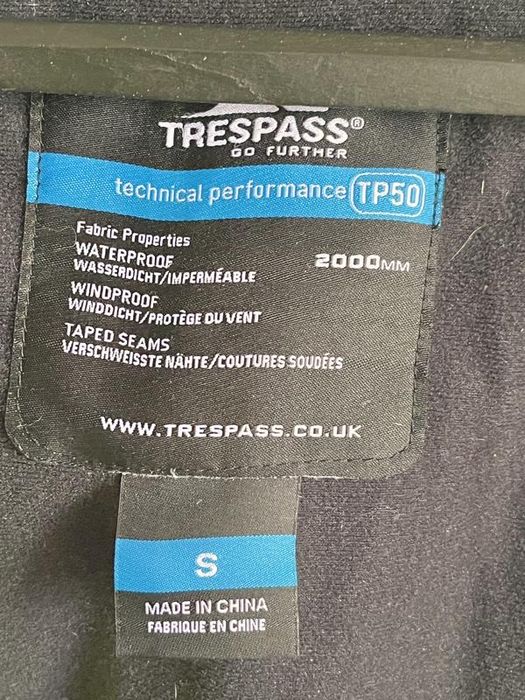 TRESPASS®
GO FURTHER
technical performance TP50
Fabric Properties
WATERPROOF 2000MM
WASSERDICHT/IMPERMÉABLE
WINDPROOF
WINDDICHT/PROTÈGE DU VENT
TAPED SEAMS
VERSCHWEISSTE NÄHTE/COUTURES SOUDÉES
WWW.TRESPASS.CO.UK
S
MADE IN CHINA
FABRIQUE EN CHINE